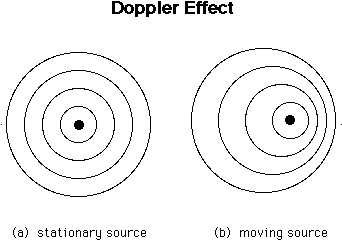 Doppler Effect
(a) stationary source
(b) moving source